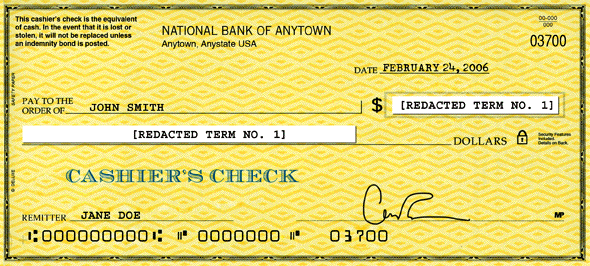 This cashier's check is the equivalent
of cash. In the event that it is lost or
stolen, it will not be replaced unless
an indemnity bond is posted.
NATIONAL BANK OF ANYTOWN
Anytown, Anystate USA
00-000
000
03700
DATE FEBRUARY 24, 2006
SAFETY PAPER
PAY TO THE
ORDER OF JOHN SMITH $ [REDACTED TERM NO. 1]
[REDACTED TERM NO. 1] DOLLARS
Security Features
Included.
Details on Back.
© DELUXE
CASHIER'S CHECK
REMITTER JANE DOE
MP
⑆000000000⑆ ⑈ 0000000 ⑈ 03700